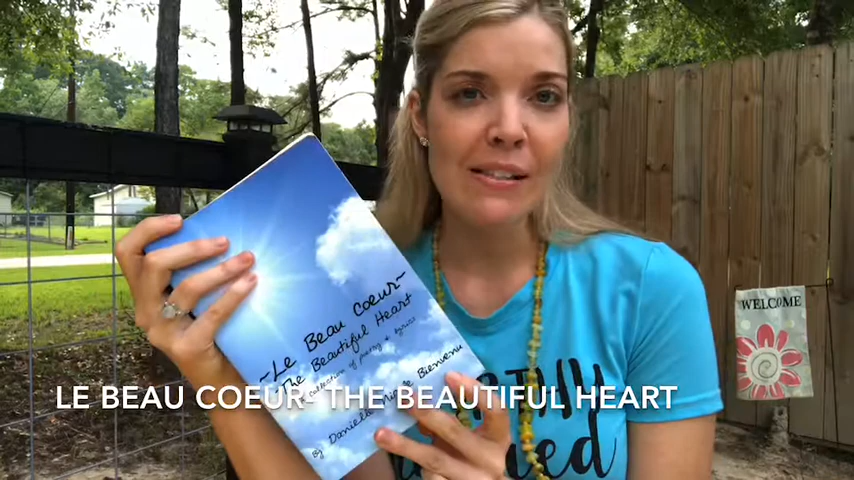 WELCOME
-Le Beau Coeur-
The Beautiful Heart
Collection of poetry & lyrics
By Danielle Nicole Bienvenu
LE BEAU COEUR- THE BEAUTIFUL HEART